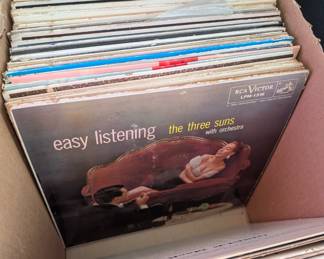 RCA VICTOR
LPM-1316
easy listening the three suns
with orchestra